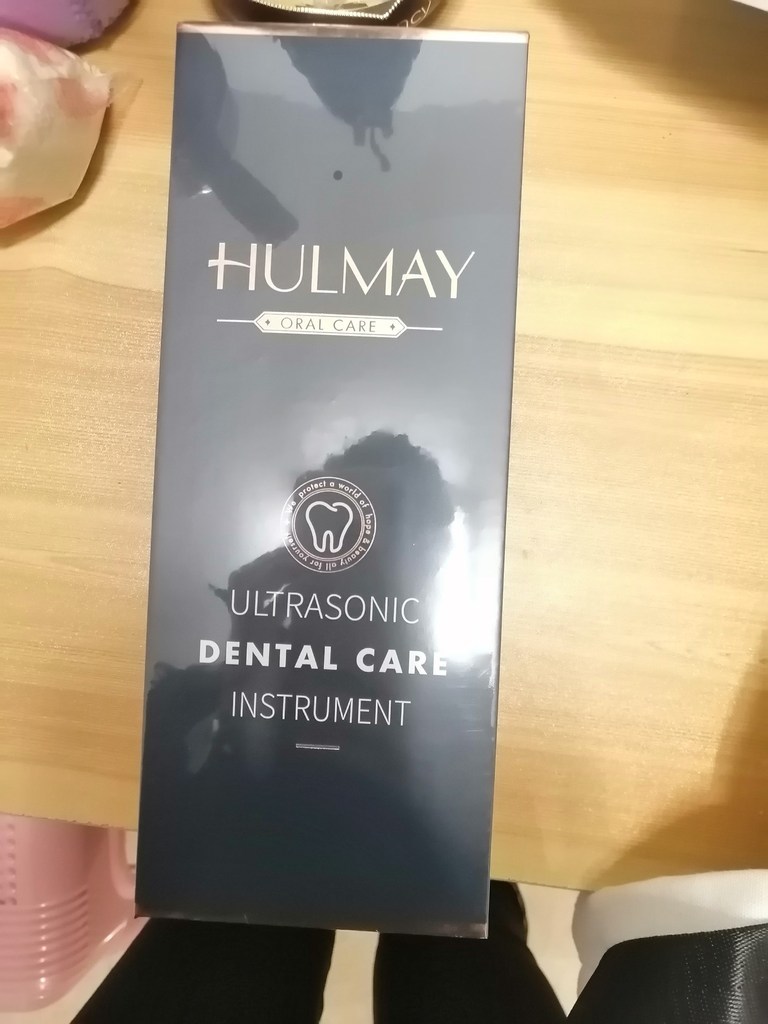 HULMAY
ORAL CARE
protect a world of hope & beauty all for yourself
ULTRASONIC
DENTAL CARE
INSTRUMENT